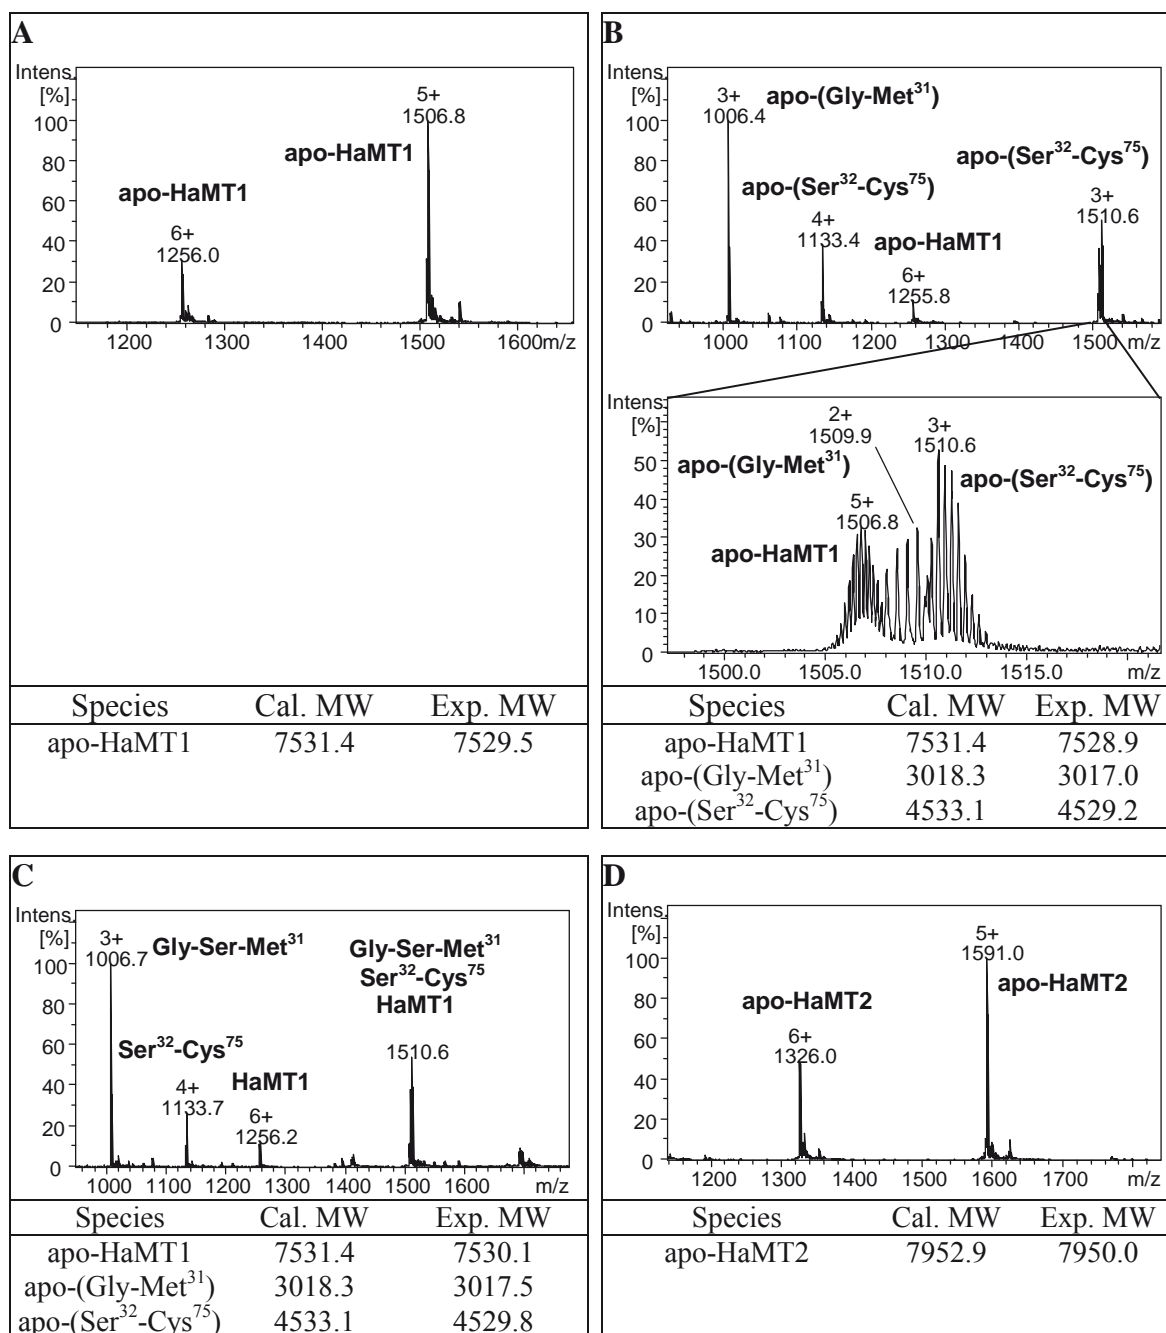 A
Intens.
[%]
100
80
60
40
20
0
5+
1506.8
apo-HaMT1
apo-HaMT1
6+
1256.0
1200 1300 1400 1500 1600 m/z
Species Cal. MW Exp. MW
apo-HaMT1 7531.4 7529.5
B
Intens.
[%]
100
80
60
40
20
0
3+
1006.4
apo-(Gly-Met31)
apo-(Ser32-Cys75)
apo-(Ser32-Cys75)
4+
1133.4
apo-HaMT1
6+
1255.8
3+
1510.6
1000 1100 1200 1300 1400 1500 m/z
Intens.
[%]
50
40
30
20
10
0
2+
1509.9
3+
1510.6
apo-(Gly-Met31)
apo-(Ser32-Cys75)
5+
1506.8
apo-HaMT1
1500.0 1505.0 1510.0 1515.0 m/z
Species Cal. MW Exp. MW
apo-HaMT1 7531.4 7528.9
apo-(Gly-Met31) 3018.3 3017.0
apo-(Ser32-Cys75) 4533.1 4529.2
C
Intens.
[%]
100
80
60
40
20
0
3+
1006.7
Gly-Ser-Met31
Gly-Ser-Met31
Ser32-Cys75
HaMT1
1510.6
Ser32-Cys75
4+
1133.7
HaMT1
6+
1256.2
1000 1100 1200 1300 1400 1500 1600 m/z
Species Cal. MW Exp. MW
apo-HaMT1 7531.4 7530.1
apo-(Gly-Met31) 3018.3 3017.5
apo-(Ser32-Cys75) 4533.1 4529.8
D
Intens.
[%]
100
80
60
40
20
0
5+
1591.0
apo-HaMT2
apo-HaMT2
6+
1326.0
1200 1300 1400 1500 1600 1700 m/z
Species Cal. MW Exp. MW
apo-HaMT2 7952.9 7950.0